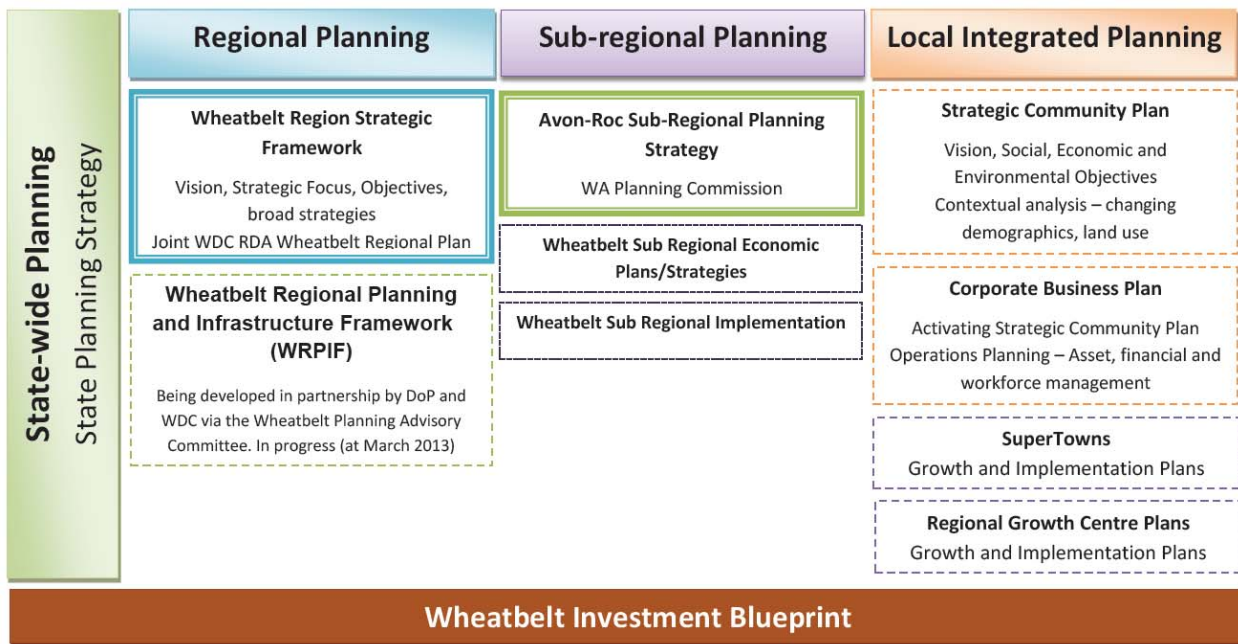 State-wide Planning
State Planning Strategy
Regional Planning
Wheatbelt Region Strategic
Framework
Vision, Strategic Focus, Objectives,
broad strategies
Joint WDC RDA Wheatbelt Regional Plan
Wheatbelt Regional Planning
and Infrastructure Framework
(WRPIF)
Being developed in partnership by DoP and
WDC via the Wheatbelt Planning Advisory
Committee. In progress (at March 2013)
Sub-regional Planning
Avon-Roc Sub-Regional Planning
Strategy
WA Planning Commission
Wheatbelt Sub Regional Economic
Plans/Strategies
Wheatbelt Sub Regional Implementation
Local Integrated Planning
Strategic Community Plan
Vision, Social, Economic and
Environmental Objectives
Contextual analysis – changing
demographics, land use
Corporate Business Plan
Activating Strategic Community Plan
Operations Planning – Asset, financial and
workforce management
SuperTowns
Growth and Implementation Plans
Regional Growth Centre Plans
Growth and Implementation Plans
Wheatbelt Investment Blueprint